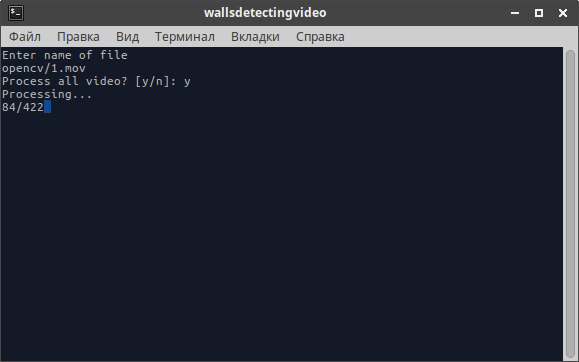 wallsdetectingvideo
Файл Правка Вид Терминал Вкладки Справка
Enter name of file
opencv/1.mov
Process all video? [y/n]: y
Processing...
84/422